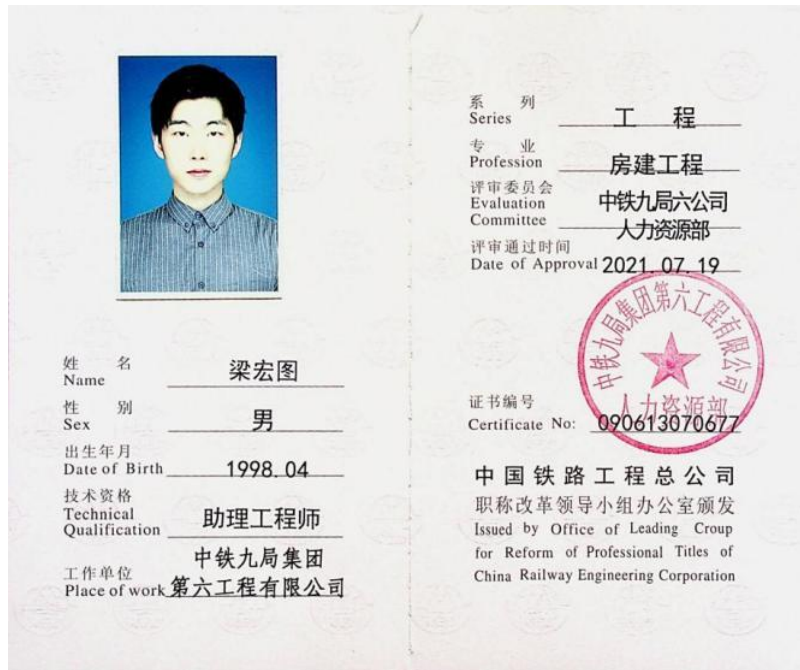 姓 名
Name 梁宏图
性 别
Sex 男
出生年月
Date of Birth 1998.04
技术资格
Technical
Qualification 助理工程师
中铁九局集团
工作单位
Place of work 第六工程有限公司
系 列
Series 工 程
专 业
Profession 房建工程
评审委员会
Evaluation 中铁九局六公司
Committee 人力资源部
评审通过时间
Date of Approval 2021.07.19
中铁九局集团第六工程有限公司
人力资源部
证书编号
Certificate No: 090613070677
中国铁路工程总公司
职称改革领导小组办公室颁发
Issued by Office of Leading Croup
for Reform of Professional Titles of
China Railway Engineering Corporation